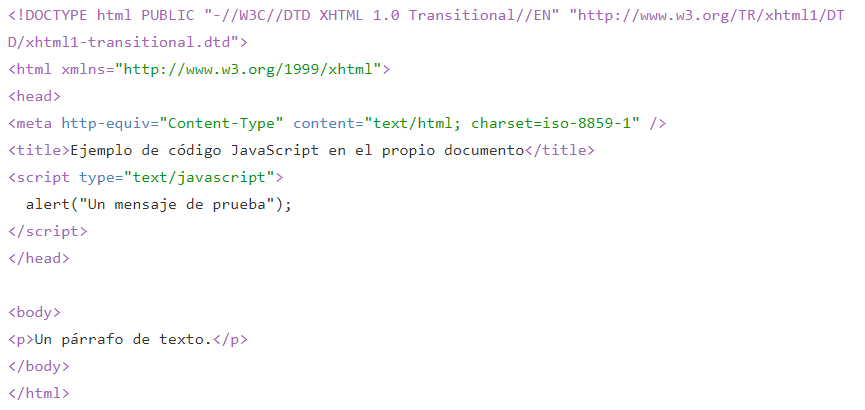 <!DOCTYPE html PUBLIC "-//W3C//DTD XHTML 1.0 Transitional//EN" "http://www.w3.org/TR/xhtml1/DT
D/xhtml1-transitional.dtd">
<html xmlns="http://www.w3.org/1999/xhtml">
<head>
<meta http-equiv="Content-Type" content="text/html; charset=iso-8859-1" />
<title>Ejemplo de código JavaScript en el propio documento</title>
<script type="text/javascript">
  alert("Un mensaje de prueba");
</script>
</head>

<body>
<p>Un párrafo de texto.</p>
</body>
</html>